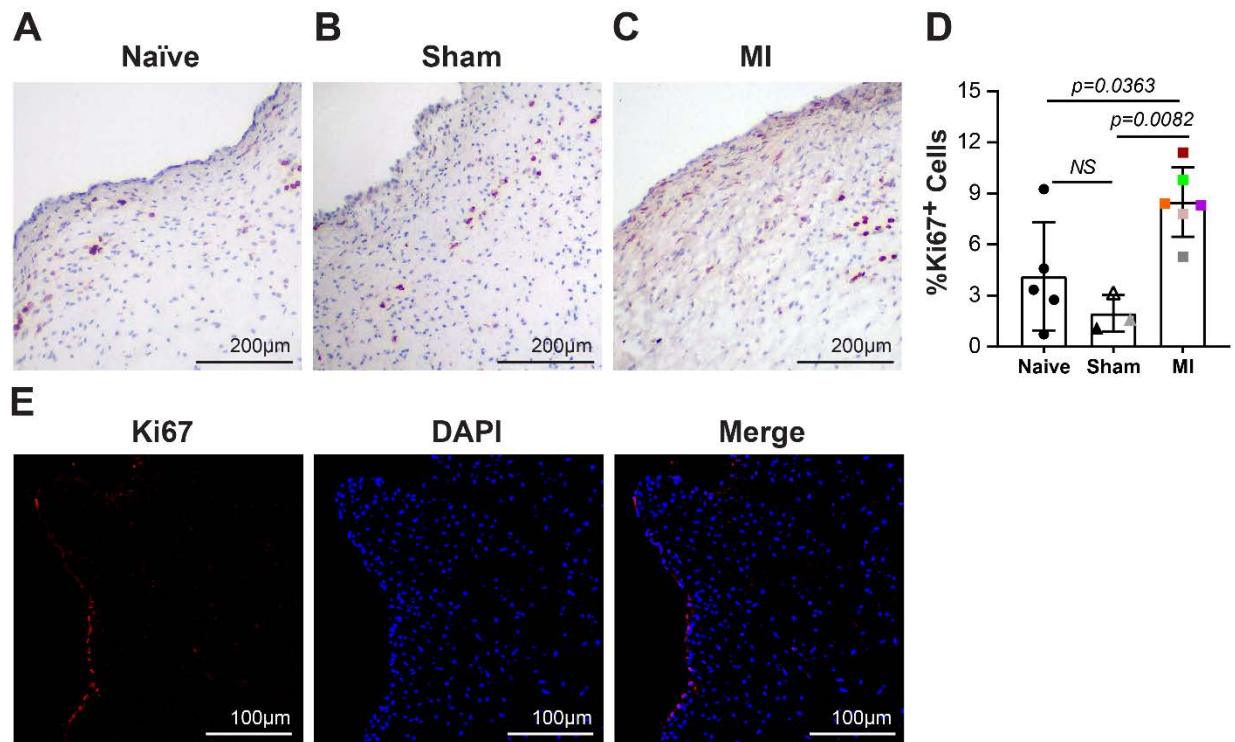 A
Naïve
B
Sham
C
MI
D
200µm
200µm
200µm
p=0.0363
p=0.0082
NS
15
12
9
6
3
0
%Ki67+ Cells
Naive Sham MI
E
Ki67
DAPI
Merge
100µm
100µm
100µm